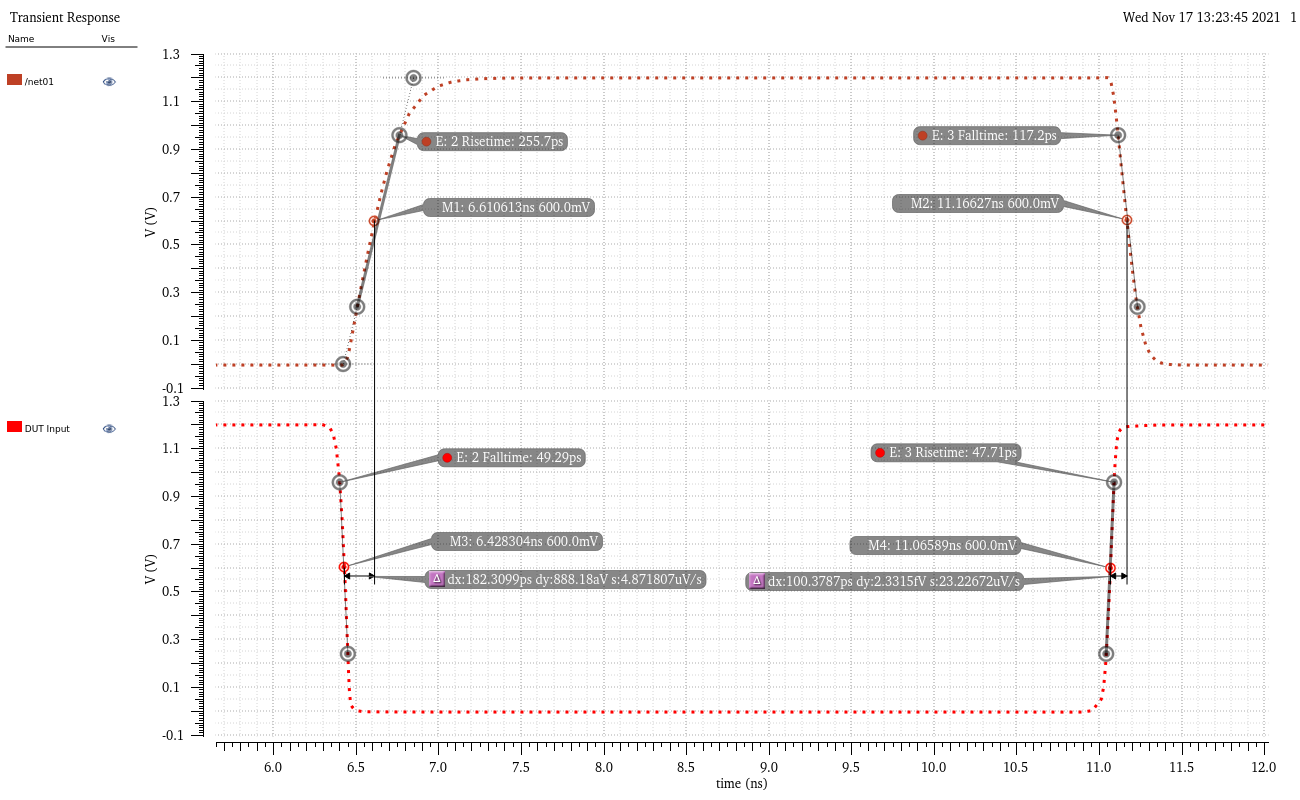 Transient Response
Wed Nov 17 13:23:45 2021 1
Name Vis
/net01
1.3
1.1
0.9
0.7
0.5
0.3
0.1
-0.1
V (V)
E: 2 Risetime: 255.7ps
E: 3 Falltime: 117.2ps
M1: 6.610613ns 600.0mV
M2: 11.16627ns 600.0mV
DUT Input
1.3
1.1
0.9
0.7
0.5
0.3
0.1
-0.1
V (V)
E: 2 Falltime: 49.29ps
E: 3 Risetime: 47.71ps
M3: 6.428304ns 600.0mV
M4: 11.06589ns 600.0mV
Δ dx:182.3099ps dy:888.18aV s:4.871807uV/s
Δ dx:100.3787ps dy:2.3315fV s:23.22672uV/s
6.0 6.5 7.0 7.5 8.0 8.5 9.0 9.5 10.0 10.5 11.0 11.5 12.0
time (ns)